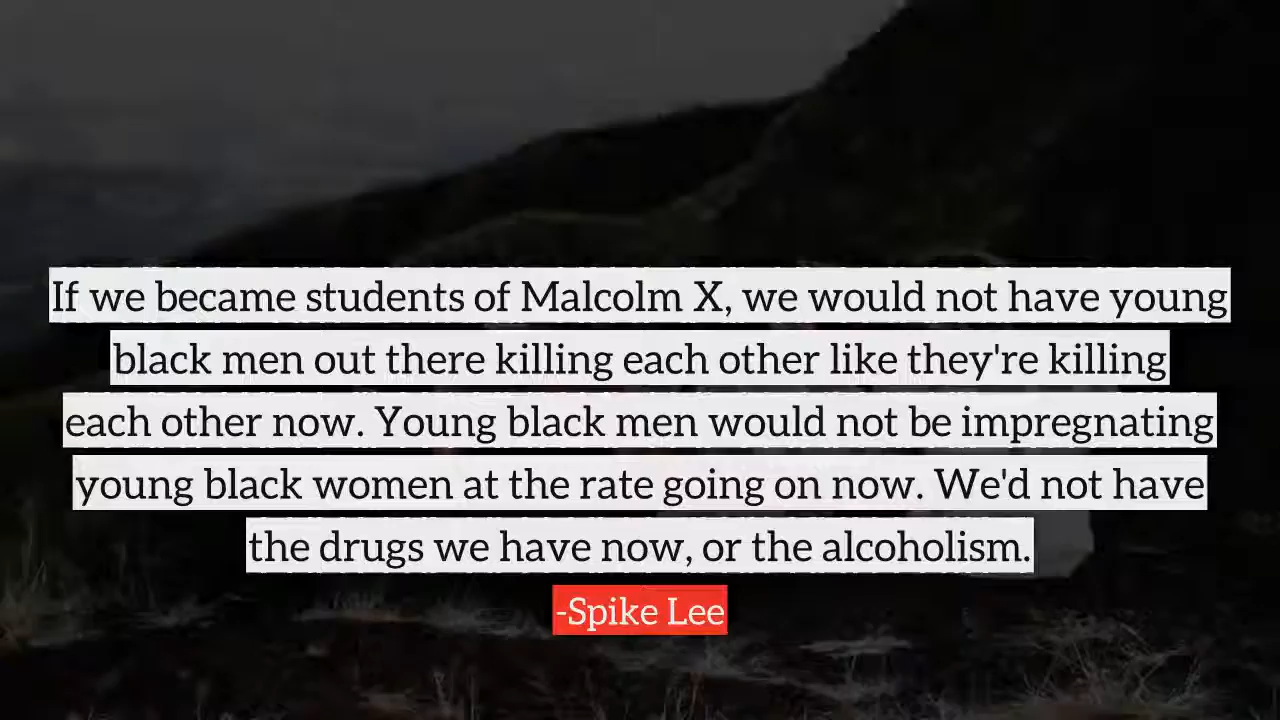 If we became students of Malcolm X, we would not have young
black men out there killing each other like they're killing
each other now. Young black men would not be impregnating
young black women at the rate going on now. We'd not have
the drugs we have now, or the alcoholism.
-Spike Lee